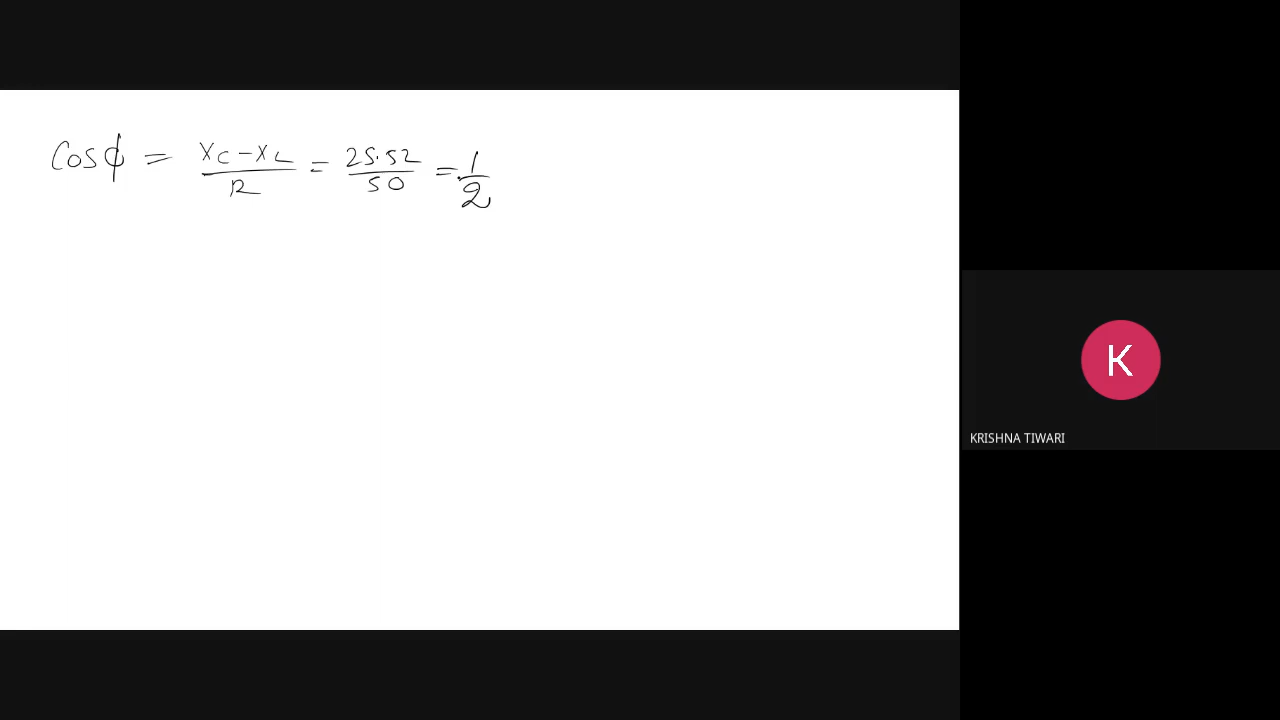 Cosϕ = XC-XL/R = 25.52/50 = 1/2
K
KRISHNA TIWARI